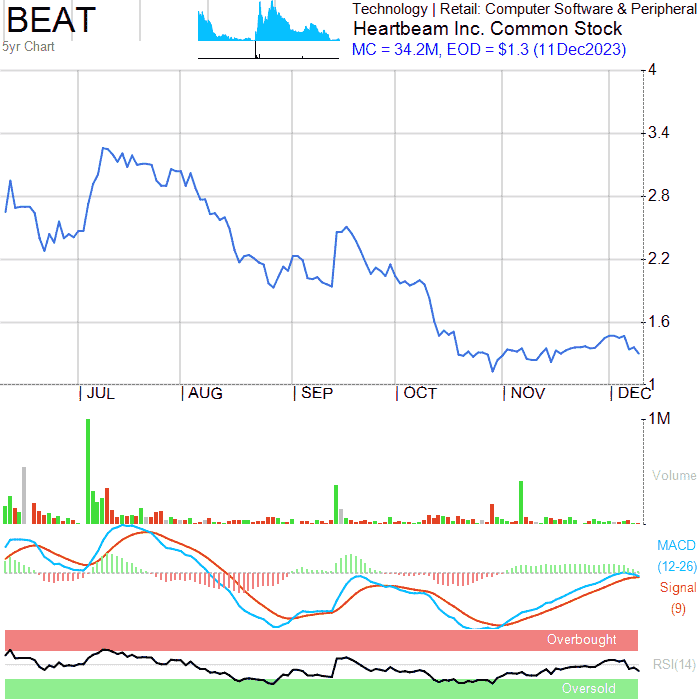 BEAT
5yr Chart
Technology | Retail: Computer Software & Peripheral
Heartbeam Inc. Common Stock
MC = 34.2M, EOD = $1.3 (11Dec2023)
4
3.4
2.8
2.2
1.6
1
JUL AUG SEP OCT NOV DEC
1M
Volume
MACD
(12-26)
Signal
(9)
Overbought
RSI(14)
Oversold